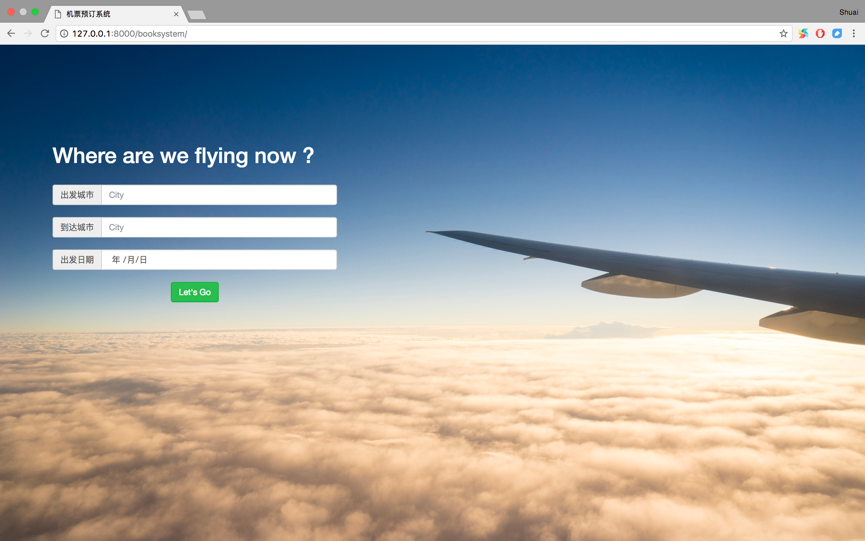 机票预订系统
Shuai
127.0.0.1:8000/booksystem/
Where are we flying now ?
出发城市 City
到达城市 City
出发日期 年 /月/日
Let's Go